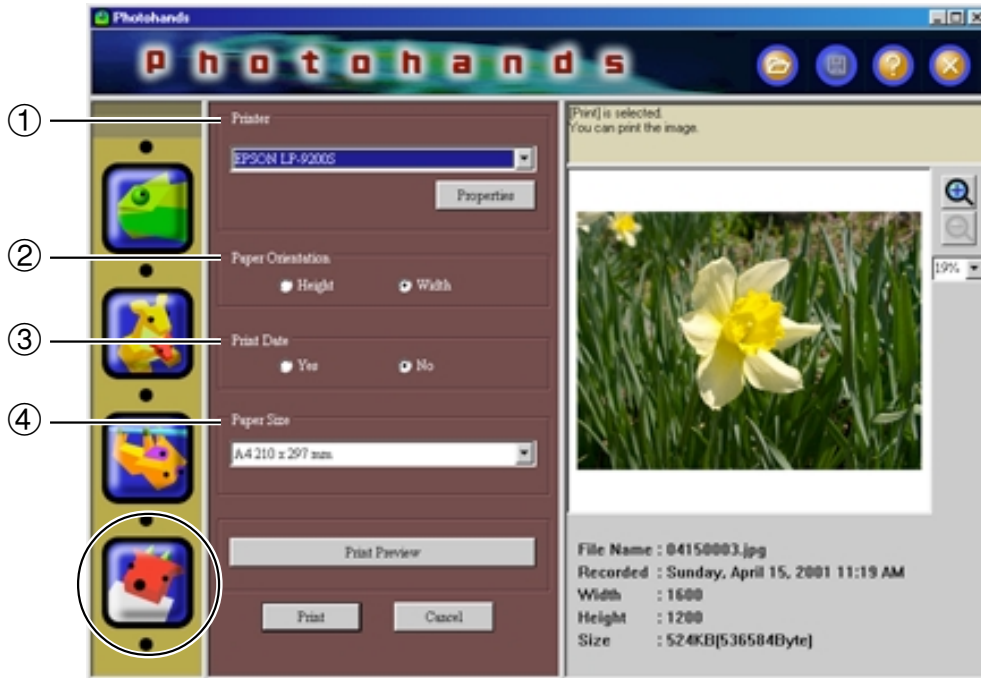 Photohands
Photohands
① Printer
[Print] is selected.
You can print the image.
EPSON LP-9200S
Properties
② Paper Orientation
Height Width
19%
③ Print Date
Yes No
④ Paper Size
A4 210 x 297 mm
Print Preview
Print Cancel
File Name : 04150003.jpg
Recorded : Sunday, April 15, 2001 11:19 AM
Width : 1600
Height : 1200
Size : 524KB(536584Byte)